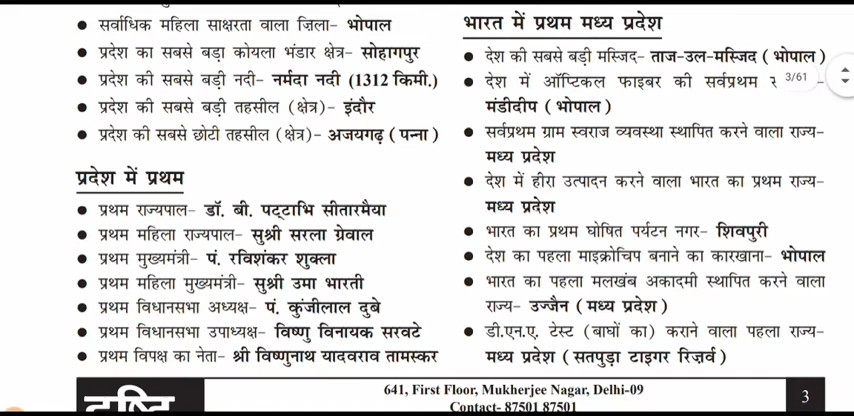 सर्वाधिक महिला साक्षरता वाला ज़िला– भोपाल
प्रदेश का सबसे बड़ा कोयला भंडार क्षेत्र– सोहागपुर
प्रदेश की सबसे बड़ी नदी– नर्मदा नदी (1312 किमी.)
प्रदेश की सबसे बड़ी तहसील (क्षेत्र)– इंदौर
प्रदेश की सबसे छोटी तहसील (क्षेत्र)– अजयगढ़ (पन्ना)
प्रदेश में प्रथम
प्रथम राज्यपाल– डॉ. बी. पट्टाभि सीतारमैया
प्रथम महिला राज्यपाल– सुश्री सरला ग्रेवाल
प्रथम मुख्यमंत्री– पं. रविशंकर शुक्ला
प्रथम महिला मुख्यमंत्री– सुश्री उमा भारती
प्रथम विधानसभा अध्यक्ष– पं. कुंजीलाल दुबे
प्रथम विधानसभा उपाध्यक्ष– विष्णु विनायक सरवटे
प्रथम विपक्ष का नेता– श्री विष्णुनाथ यादवराव तामस्कर
भारत में प्रथम मध्य प्रदेश
देश की सबसे बड़ी मस्जिद– ताज-उल-मस्जिद (भोपाल)
देश में ऑप्टिकल फाइबर की सर्वप्रथम
3/61
मंडीदीप (भोपाल)
सर्वप्रथम ग्राम स्वराज व्यवस्था स्थापित करने वाला राज्य–
मध्य प्रदेश
देश में हीरा उत्पादन करने वाला भारत का प्रथम राज्य–
मध्य प्रदेश
भारत का प्रथम घोषित पर्यटन नगर– शिवपुरी
देश का पहला माइक्रोचिप बनाने का कारखाना– भोपाल
भारत का पहला मलखंब अकादमी स्थापित करने वाला
राज्य– उज्जैन (मध्य प्रदेश)
डी.एन.ए. टेस्ट (बाघों का) कराने वाला पहला राज्य–
मध्य प्रदेश (सतपुड़ा टाइगर रिज़र्व)
641, First Floor, Mukherjee Nagar, Delhi-09
Contact- 87501 87501
3